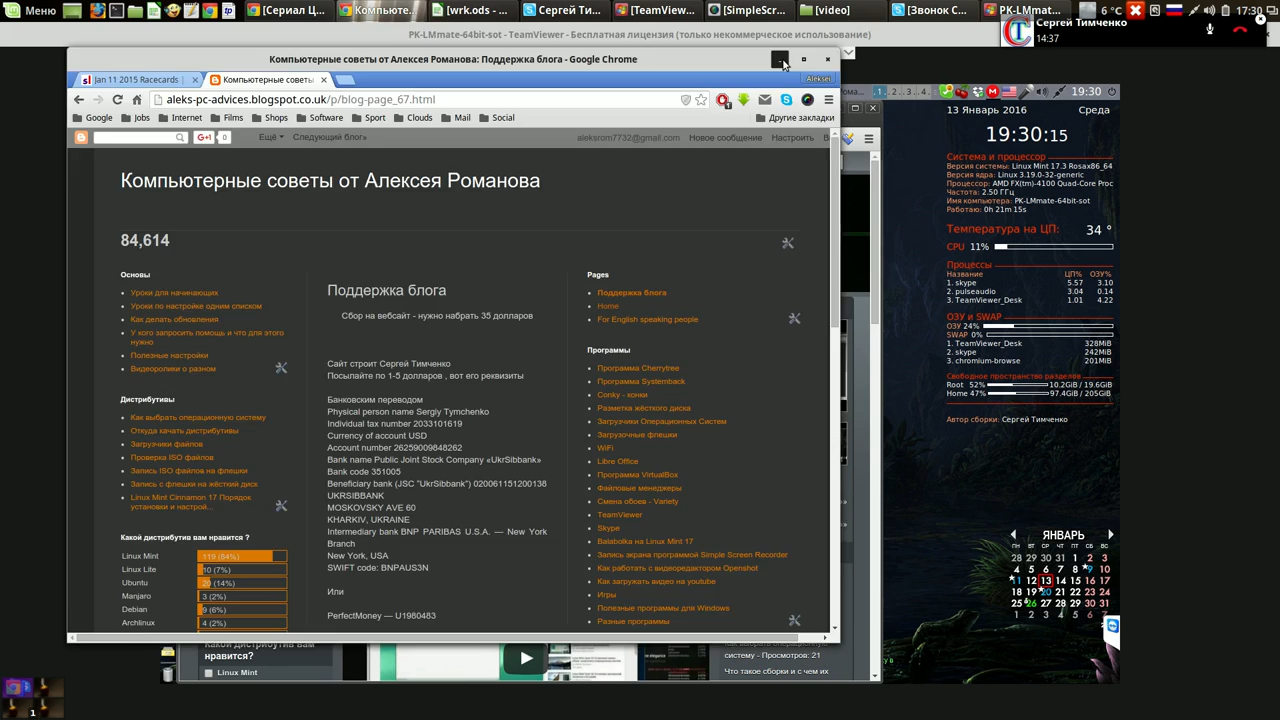 Меню
[Сериал Ц...
Компьюте...
[wrk.ods - ...
Сергей Ти...
[TeamView...
[SimpleScr...
[video]
[Звонок С...
PK-LMmat...
6 °C
17:30
PK-LMmate-64bit-sot - TeamViewer - Бесплатная лицензия (только некоммерческое использование)
Сергей Тимченко
14:37
Компьютерные советы от Алексея Романова: Поддержка блога - Google Chrome
Jan 11 2015 Racecards |
Компьютерные советы
Aleksei
aleks-pc-advices.blogspot.co.uk/p/blog-page_67.html
Google
Jobs
Internet
Films
Shops
Software
Sport
Clouds
Mail
Social
Другие закладки
G+1
0
Ещё
Следующий блог»
aleksrom7732@gmail.com
Новое сообщение
Настроить
Компьютерные советы от Алексея Романова
84,614
Основы
Уроки для начинающих
Уроки по настройке одним списком
Как делать обновления
У кого запросить помощь и что для этого
нужно
Полезные настройки
Видеоролики о разном
Дистрибутивы
Как выбрать операционную систему
Откуда качать дистрибутивы
Загрузчики файлов
Проверка ISO файлов
Запись ISO файлов на флешки
Запись с флешки на жёсткий диск
Linux Mint Cinnamon 17 Порядок
установки и настрой...
Какой дистрибутив вам нравится ?
Linux Mint 119 (84%)
Linux Lite 10 (7%)
Ubuntu 20 (14%)
Manjaro 3 (2%)
Debian 9 (6%)
Archlinux 4 (2%)
Поддержка блога
Сбор на вебсайт - нужно набрать 35 долларов
Сайт строит Сергей Тимченко
Посылайте по 1-5 долларов , вот его реквизиты
Банковским переводом
Physical person name Sergiy Tymchenko
Individual tax number 2033101619
Currency of account USD
Account number 26259009848262
Bank name Public Joint Stock Company «UkrSibbank»
Bank code 351005
Beneficiary bank (JSC "UkrSibbank") 020061151200138
UKRSIBBANK
MOSKOVSKY AVE 60
KHARKIV, UKRAINE
Intermediary bank BNP PARIBAS U.S.A. — New York
Branch
New York, USA
SWIFT code: BNPAUS3N
Или
PerfectMoney — U1980483
Pages
Поддержка блога
Home
For English speaking people
Программы
Программа Cherrytree
Программа Systemback
Conky - конки
Разметка жёсткого диска
Загрузчики Операционных Систем
Загрузочные флешки
WiFi
Libre Office
Программа VirtualBox
Файловые менеджеры
Смена обоев - Variety
TeamViewer
Skype
Balabolka на Linux Mint 17
Запись экрана программой Simple Screen Recorder
Как работать с видеоредактором Openshot
Как загружать видео на youtube
Игры
Полезные программы для Windows
Разные программы
нравится?
Linux Mint
систему - Просмотров: 21
Что такое сборки и с чем их
19:30
13 Январь 2016
Среда
19:30:15
Система и процессор
Версия системы: Linux Mint 17.3 Rosax86_64
Версия ядра: Linux 3.19.0-32-generic
Процессор: AMD FX(tm)-4100 Quad-Core Proc
Частота: 2.50 ГГц
Имя компьютера: PK-LMmate-64bit-sot
Работаю: 0h 21m 15s
Температура на ЦП: 34 °
CPU 11%
Процессы
Название ЦП% ОЗУ%
1. skype 5.57 3.10
2. pulseaudio 3.04 0.14
3. TeamViewer_Desk 1.01 4.22
ОЗУ и SWAP
ОЗУ 24%
SWAP 0%
1. TeamViewer_Desk 328MiB
2. skype 242MiB
3. chromium-browse 201MiB
Свободное пространство разделов
Root 52% 10.2GiB / 19.6GiB
Home 47% 97.4GiB / 205GiB
Автор сборки: Сергей Тимченко
ЯНВАРЬ
ПН ВТ СР ЧТ ПТ СБ ВС
28 29 30 31 1 2 3
4 5 6 7 8 9 10
11 12 13 14 15 16 17
18 19 20 21 22 23 24
25 26 27 28 29 30 31
1 2 3 4 5 6
1